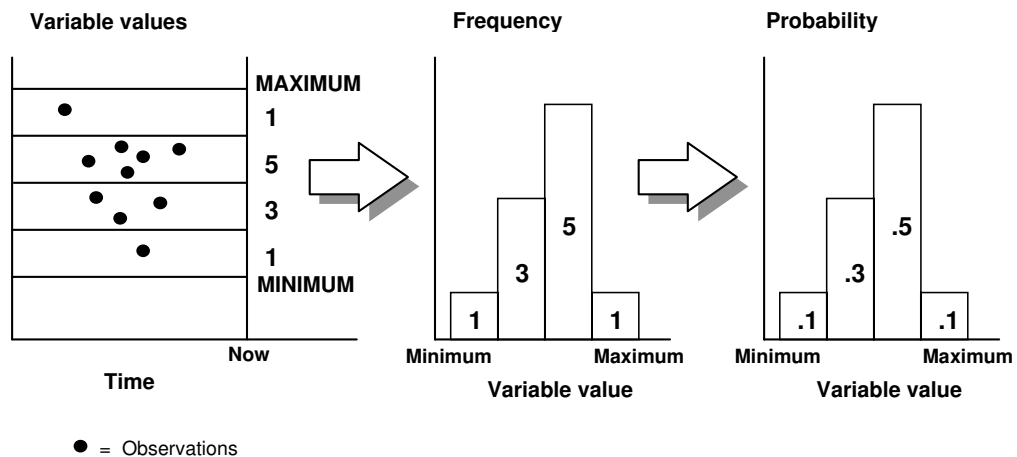 Variable values
MAXIMUM
1
5
3
1
MINIMUM
Now
Time
● = Observations
Frequency
1
3
5
1
Minimum Maximum
Variable value
Probability
.1
.3
.5
.1
Minimum Maximum
Variable value